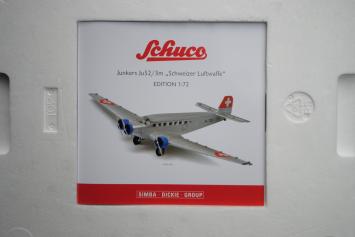 Schuco
Junkers Ju52/3m „Schweizer Luftwaffe“
EDITION 1:72
SIMBA · DICKIE · GROUP